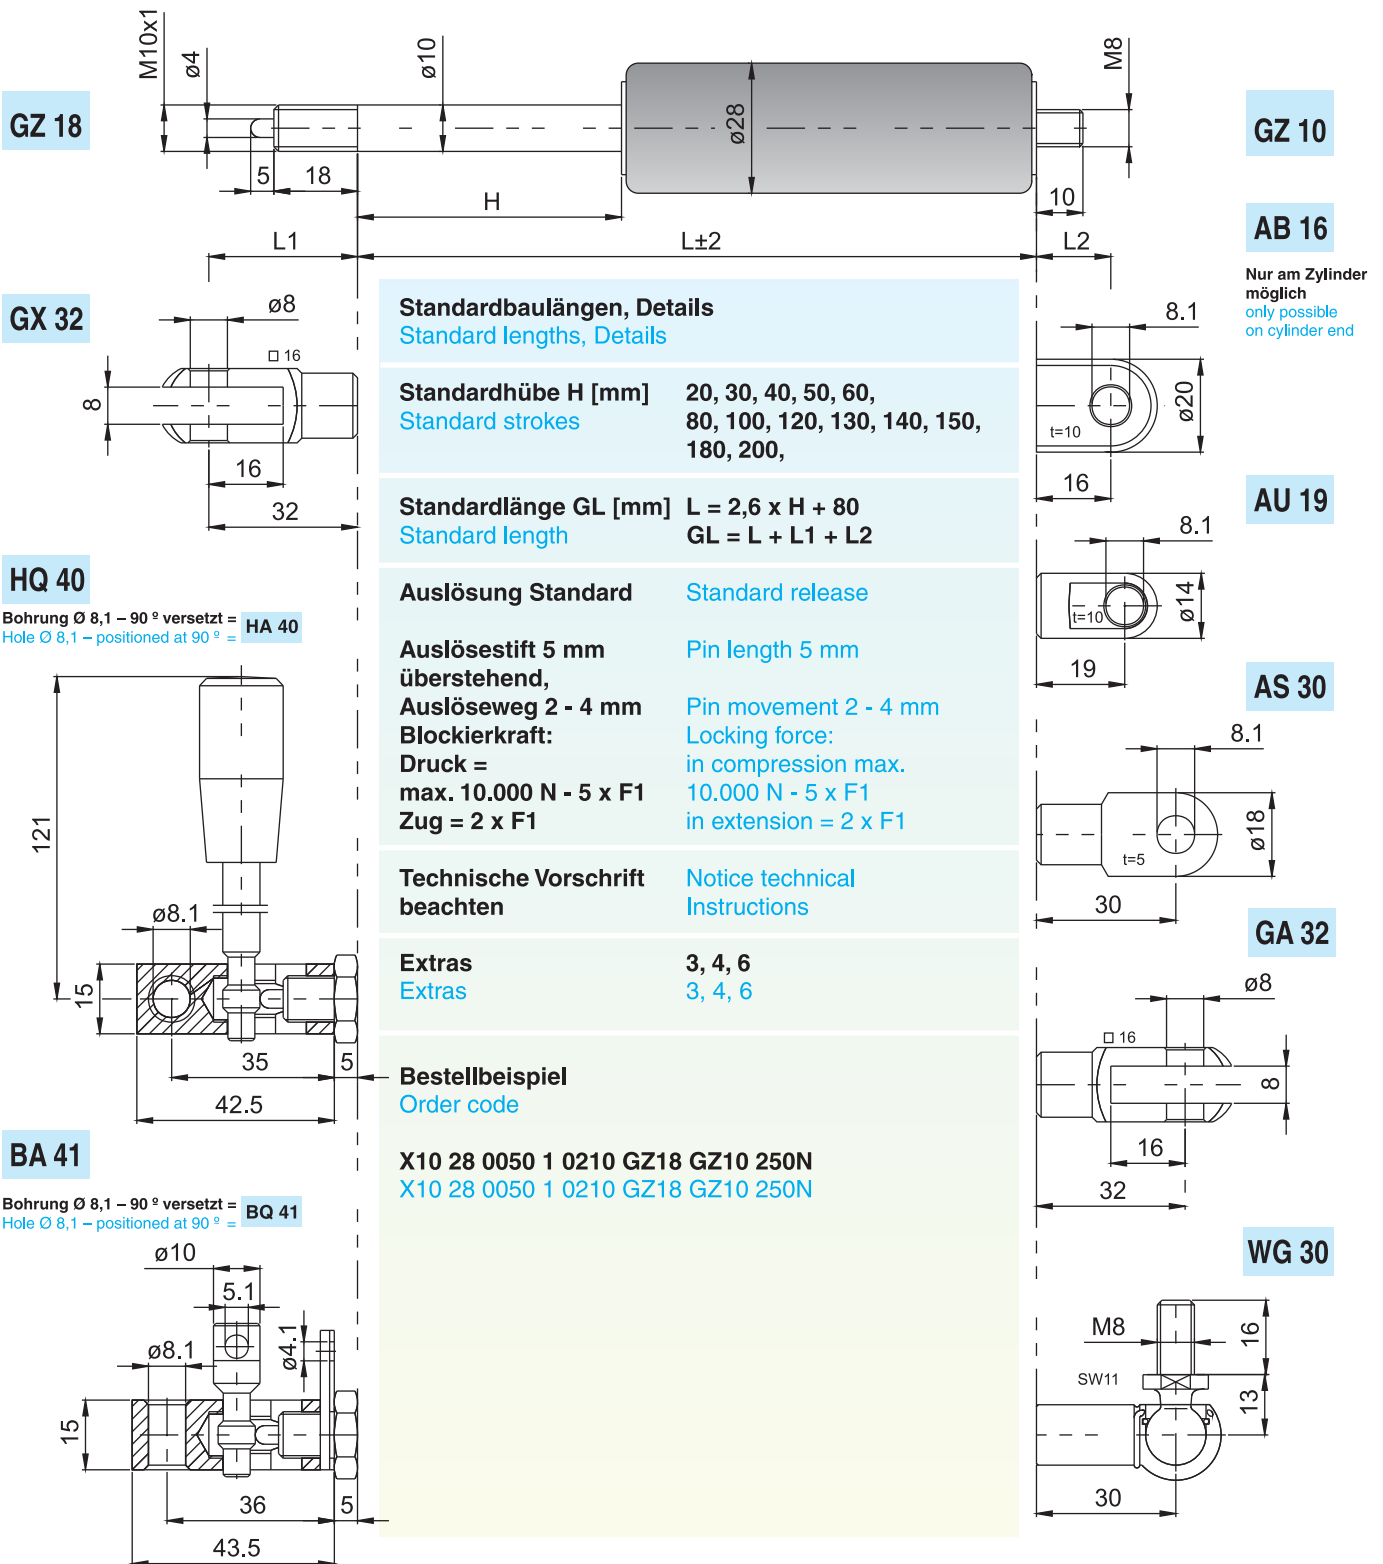 M10x1
ø4
ø10
ø28
M8
GZ 18
GZ 10
5
18
H
10
L1
L±2
L2
AB 16
Nur am Zylinder
möglich
only possible
on cylinder end
GX 32
ø8
□ 16
8
16
32
8.1
ø20
t=10
16
AU 19
8.1
ø14
t=10
19
AS 30
8.1
ø18
t=5
30
GA 32
ø8
□ 16
8
16
32
WG 30
M8
16
SW11
13
30
HQ 40
Bohrung Ø 8,1 – 90 º versetzt = HA 40
Hole Ø 8,1 – positioned at 90 º =
121
ø8.1
15
35
5
42.5
BA 41
Bohrung Ø 8,1 – 90 º versetzt = BQ 41
Hole Ø 8,1 – positioned at 90 º =
ø10
5.1
ø4.1
ø8.1
15
36
5
43.5
Standardbaulängen, Details
Standard lengths, Details
Standardhübe H [mm] 20, 30, 40, 50, 60,
Standard strokes 80, 100, 120, 130, 140, 150,
180, 200,
Standardlänge GL [mm] L = 2,6 x H + 80
Standard length GL = L + L1 + L2
Auslösung Standard Standard release
Auslösestift 5 mm Pin length 5 mm
überstehend,
Auslöseweg 2 - 4 mm Pin movement 2 - 4 mm
Blockierkraft: Locking force:
Druck = in compression max.
max. 10.000 N - 5 x F1 10.000 N - 5 x F1
Zug = 2 x F1 in extension = 2 x F1
Technische Vorschrift Notice technical
beachten Instructions
Extras 3, 4, 6
Extras 3, 4, 6
Bestellbeispiel
Order code
X10 28 0050 1 0210 GZ18 GZ10 250N
X10 28 0050 1 0210 GZ18 GZ10 250N